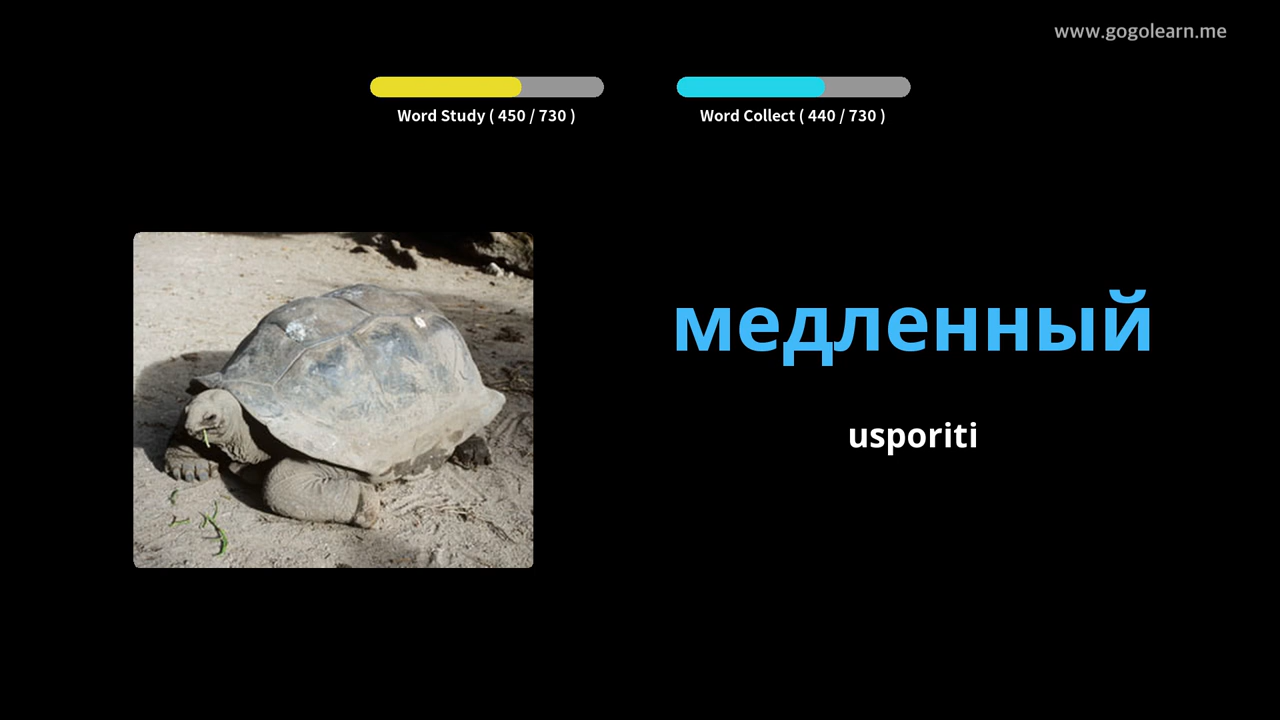 www.gogolearn.me
Word Study ( 450 / 730 )
Word Collect ( 440 / 730 )
медленный
usporiti